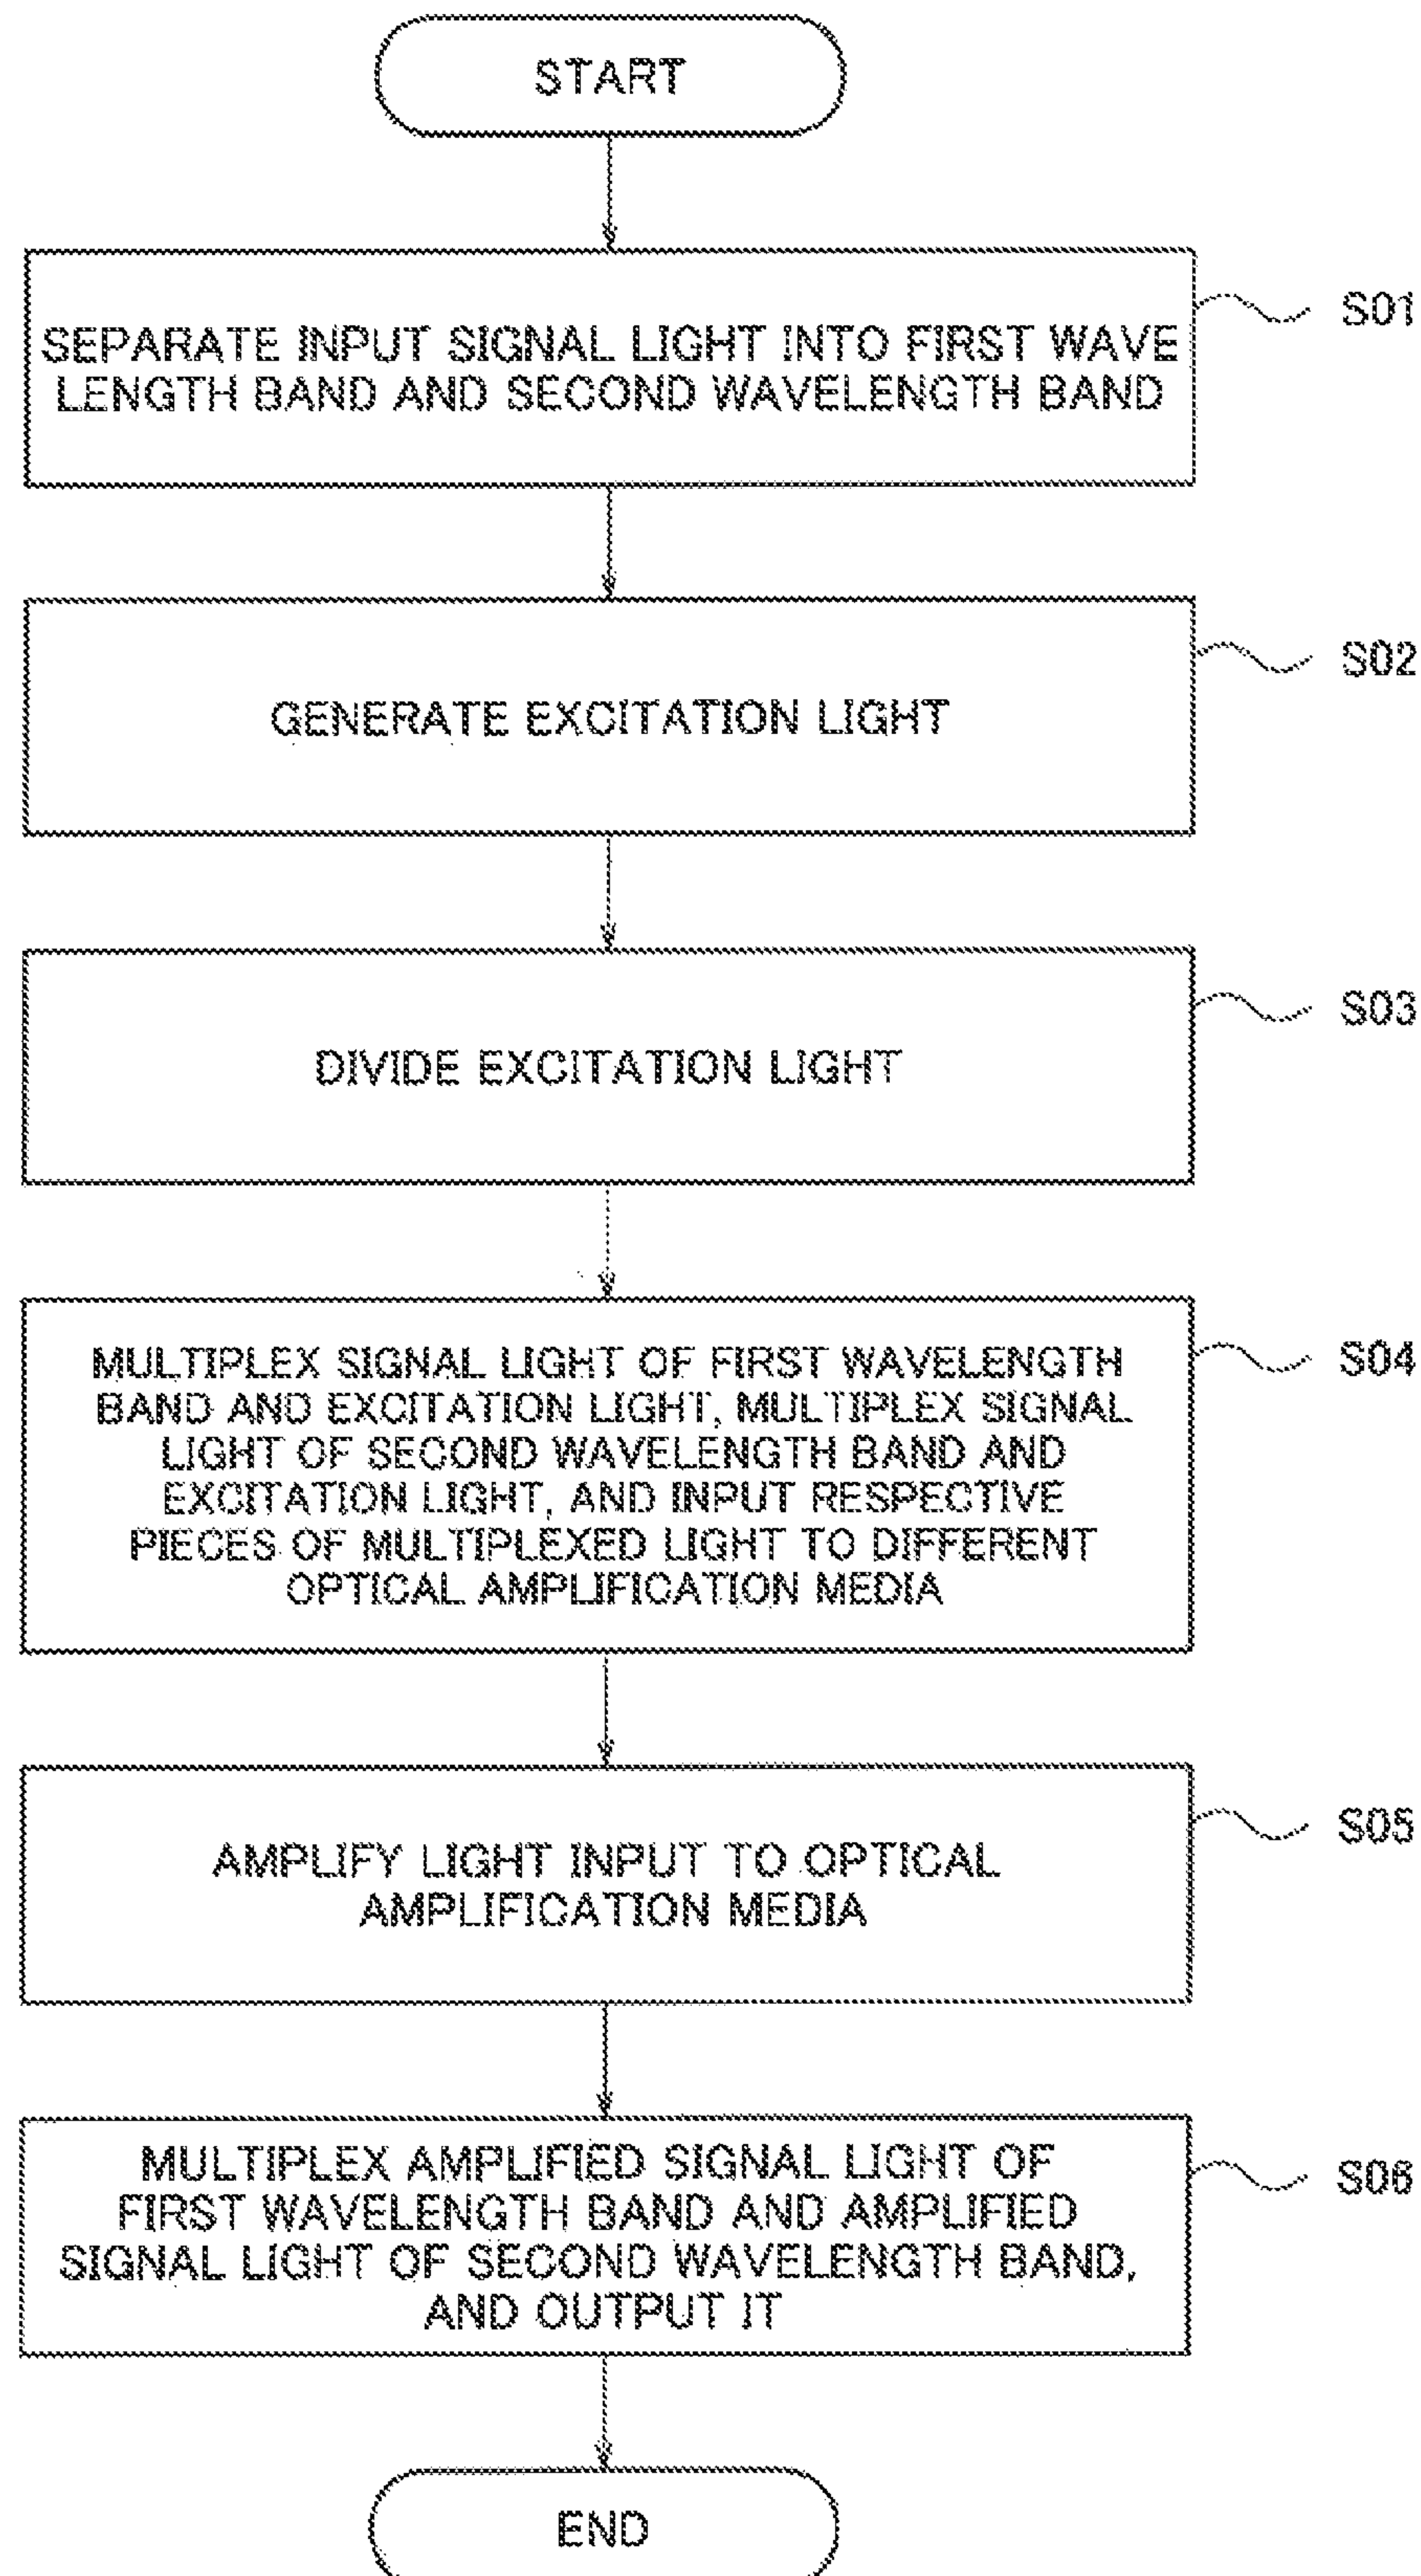 START
SEPARATE INPUT SIGNAL LIGHT INTO FIRST WAVE
LENGTH BAND AND SECOND WAVELENGTH BAND
S01
GENERATE EXCITATION LIGHT
S02
DIVIDE EXCITATION LIGHT
S03
MULTIPLEX SIGNAL LIGHT OF FIRST WAVELENGTH
BAND AND EXCITATION LIGHT, MULTIPLEX SIGNAL
LIGHT OF SECOND WAVELENGTH BAND AND
EXCITATION LIGHT, AND INPUT RESPECTIVE
PIECES OF MULTIPLEXED LIGHT TO DIFFERENT
OPTICAL AMPLIFICATION MEDIA
S04
AMPLIFY LIGHT INPUT TO OPTICAL
AMPLIFICATION MEDIA
S05
MULTIPLEX AMPLIFIED SIGNAL LIGHT OF
FIRST WAVELENGTH BAND AND AMPLIFIED
SIGNAL LIGHT OF SECOND WAVELENGTH BAND,
AND OUTPUT IT
S06
END